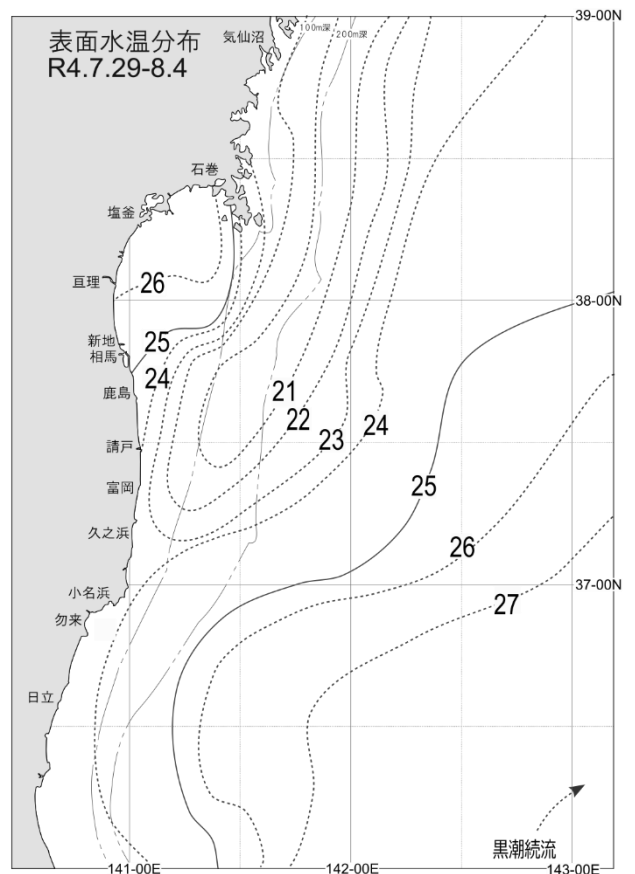 表面水温分布
R4.7.29-8.4
気仙沼
100m深
200m深
39-00N
石巻
塩釜
亘理
26
38-00N
新地
25
相馬
24
鹿島
21
22
23
24
請戸
富岡
25
久之浜
26
小名浜
37-00N
27
勿来
日立
黒潮続流
141-00E
142-00E
143-00E